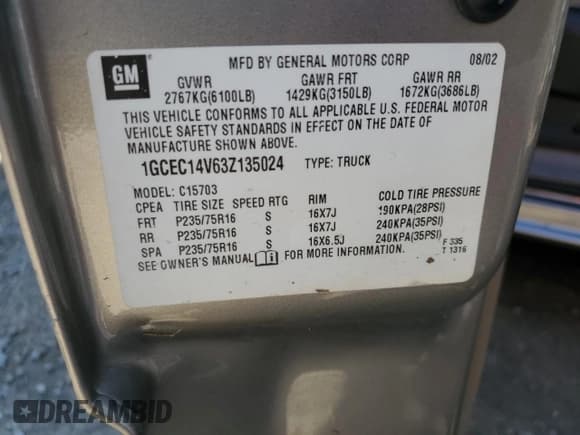 GM
MFD BY GENERAL MOTORS CORP 08/02
GVWR GAWR FRT GAWR RR
2767KG(6100LB) 1429KG(3150LB) 1672KG(3686LB)
THIS VEHICLE CONFORMS TO ALL APPLICABLE U.S. FEDERAL MOTOR
VEHICLE SAFETY STANDARDS IN EFFECT ON THE DATE OF
MANUFACTURE SHOWN ABOVE.
1GCEC14V63Z135024 TYPE: TRUCK
MODEL: C15703
CPEA TIRE SIZE SPEED RTG RIM COLD TIRE PRESSURE
FRT P235/75R16 S 16X7J 190KPA(28PSI)
RR P235/75R16 S 16X7J 240KPA(35PSI)
SPA P235/75R16 S 16X6.5J 240KPA(35PSI)
SEE OWNER'S MANUAL FOR MORE INFORMATION.
F 335
T 1316
DREAMBID